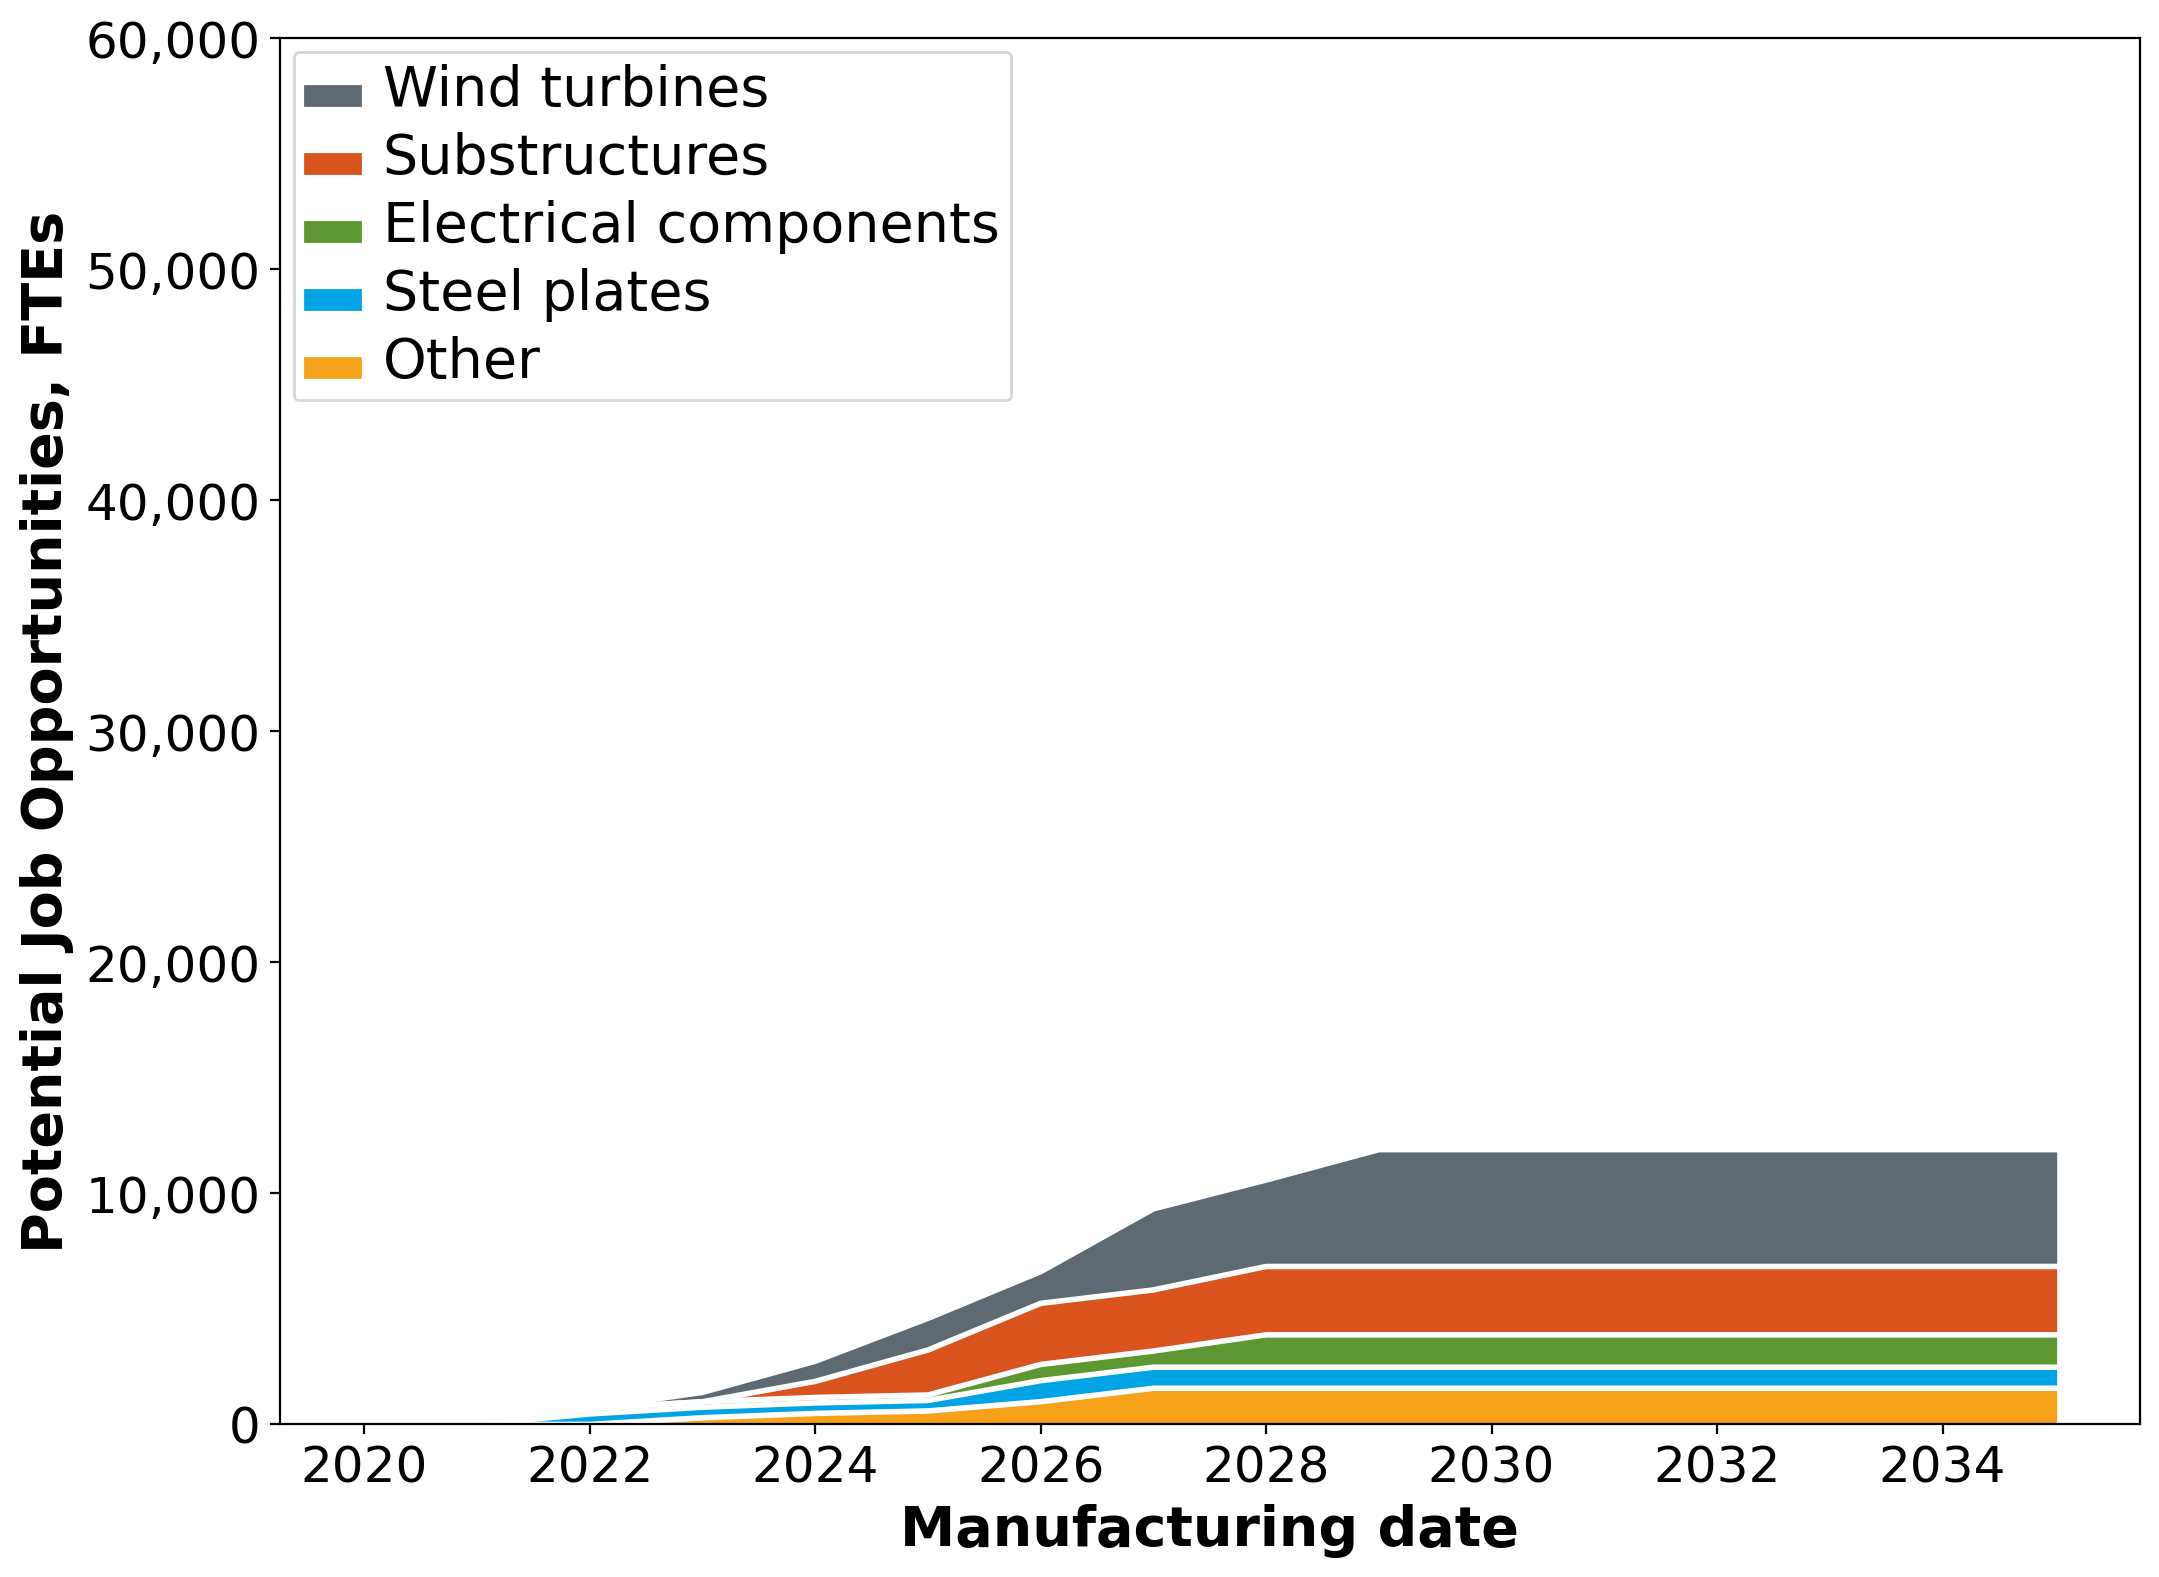 60,000
50,000
40,000
30,000
20,000
10,000
0
Potential Job Opportunities, FTEs
Wind turbines
Substructures
Electrical components
Steel plates
Other
2020 2022 2024 2026 2028 2030 2032 2034
Manufacturing date